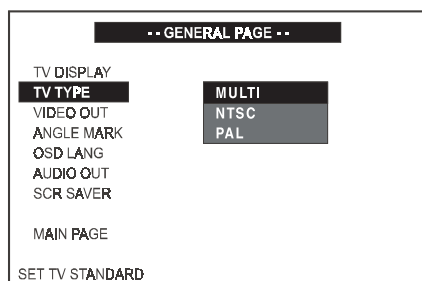 - - GENERAL PAGE - -
TV DISPLAY
TV TYPE
VIDEO OUT
ANGLE MARK
OSD LANG
AUDIO OUT
SCR SAVER
MULTI
NTSC
PAL
MAIN PAGE
SET TV STANDARD